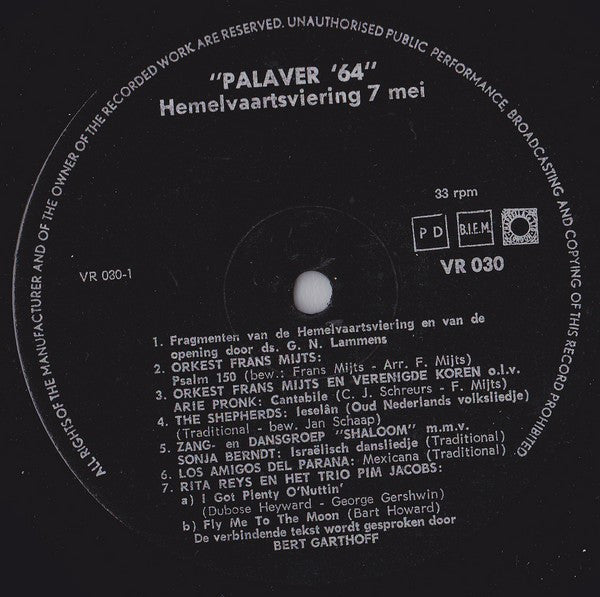 ALL RIGHTS OF THE MANUFACTURER AND OF THE OWNER OF THE RECORDED WORK ARE RESERVED. UNAUTHORISED PUBLIC PERFORMANCE, BROADCASTING AND COPYING OF THIS RECORD PROHIBITED
"PALAVER '64"
Hemelvaartsviering 7 mei
33 rpm
P D B.I.E.M.
VR 030
VR 030-1
1. Fragmenten van de Hemelvaartsviering en van de
opening door ds. G. N. Lammens
2. ORKEST FRANS MIJTS:
Psalm 150 (bew.: Frans Mijts - Arr. F. Mijts)
3. ORKEST FRANS MIJTS EN VERENIGDE KOREN o.l.v.
ARIE PRONK: Cantabile (C. J. Schreurs - F. Mijts)
4. THE SHEPHERDS: Ieselân (Oud Nederlands volksliedje)
(Traditional - bew. Jan Schaap)
5. ZANG- en DANSGROEP "SHALOOM" m.m.v.
SONJA BERNDT: Israëlisch dansliedje (Traditional)
6. LOS AMIGOS DEL PARANA: Mexicana (Traditional)
7. RITA REYS EN HET TRIO PIM JACOBS:
a) I Got Plenty O'Nuttin'
(Dubose Heyward - George Gershwin)
b) Fly Me To The Moon (Bart Howard)
De verbindende tekst wordt gesproken door
BERT GARTHOFF